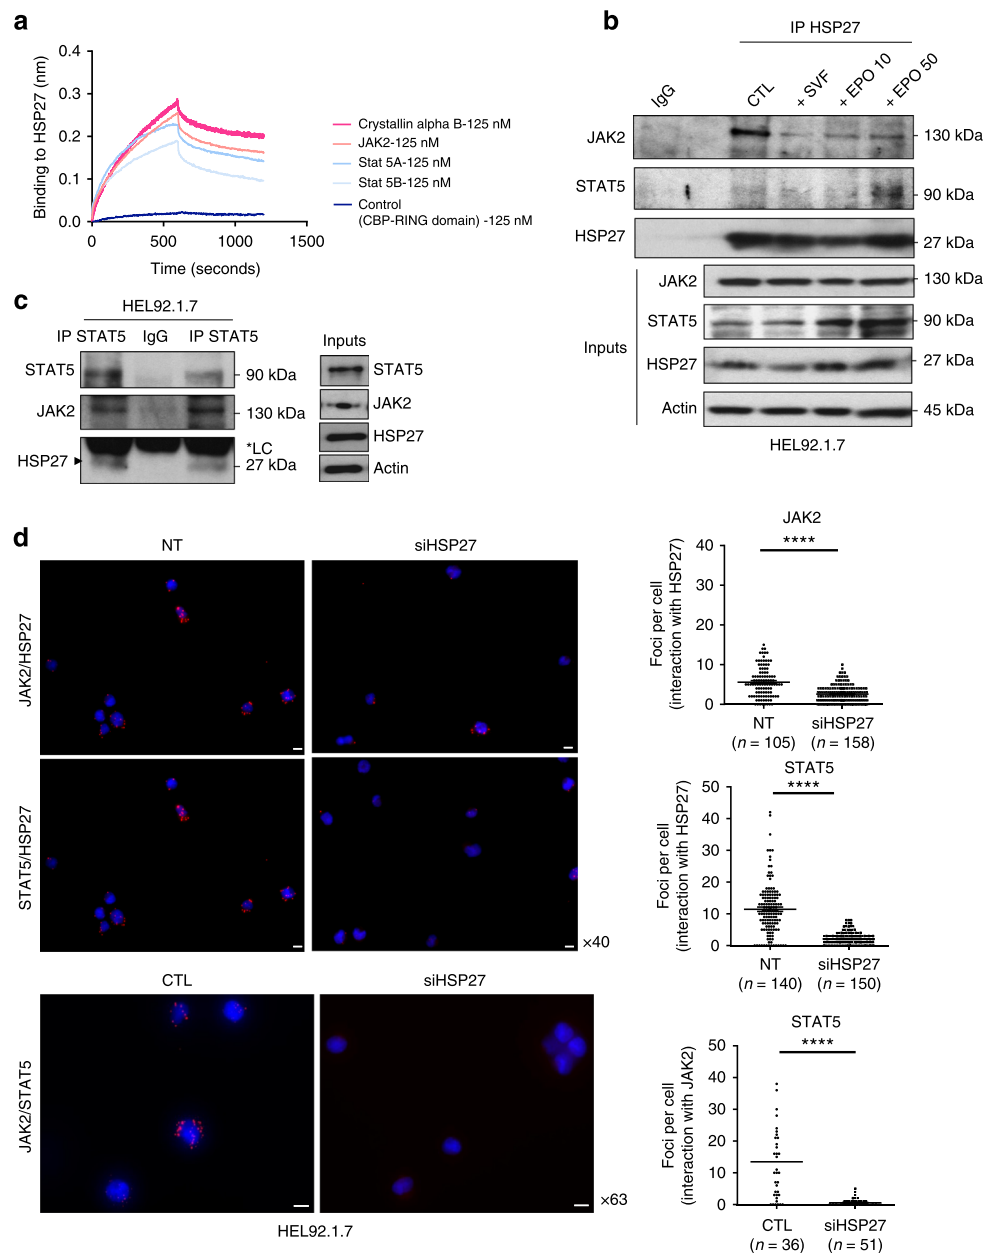 a
Binding to HSP27 (nm)
0.4
0.3
0.2
0.1
0.0
0
500
1000
1500
Time (seconds)
Crystallin alpha B-125 nM
JAK2-125 nM
Stat 5A-125 nM
Stat 5B-125 nM
Control
(CBP-RING domain) -125 nM
b
IP HSP27
IgG
CTL
+ SVF
+ EPO 10
+ EPO 50
JAK2
130 kDa
STAT5
90 kDa
HSP27
27 kDa
Inputs
JAK2
130 kDa
STAT5
90 kDa
HSP27
27 kDa
Actin
45 kDa
HEL92.1.7
c
HEL92.1.7
IP STAT5
IgG
IP STAT5
STAT5
90 kDa
JAK2
130 kDa
*LC
HSP27
27 kDa
Inputs
STAT5
JAK2
HSP27
Actin
d
NT
siHSP27
JAK2/HSP27
STAT5/HSP27
×40
CTL
siHSP27
JAK2/STAT5
×63
HEL92.1.7
JAK2
****
Foci per cell
(interaction with HSP27)
40
30
20
10
0
NT
siHSP27
(n = 105)
(n = 158)
STAT5
****
Foci per cell
(interaction with HSP27)
50
40
30
20
10
0
NT
siHSP27
(n = 140)
(n = 150)
STAT5
****
Foci per cell
(interaction with JAK2)
50
40
30
20
10
0
CTL
siHSP27
(n = 36)
(n = 51)